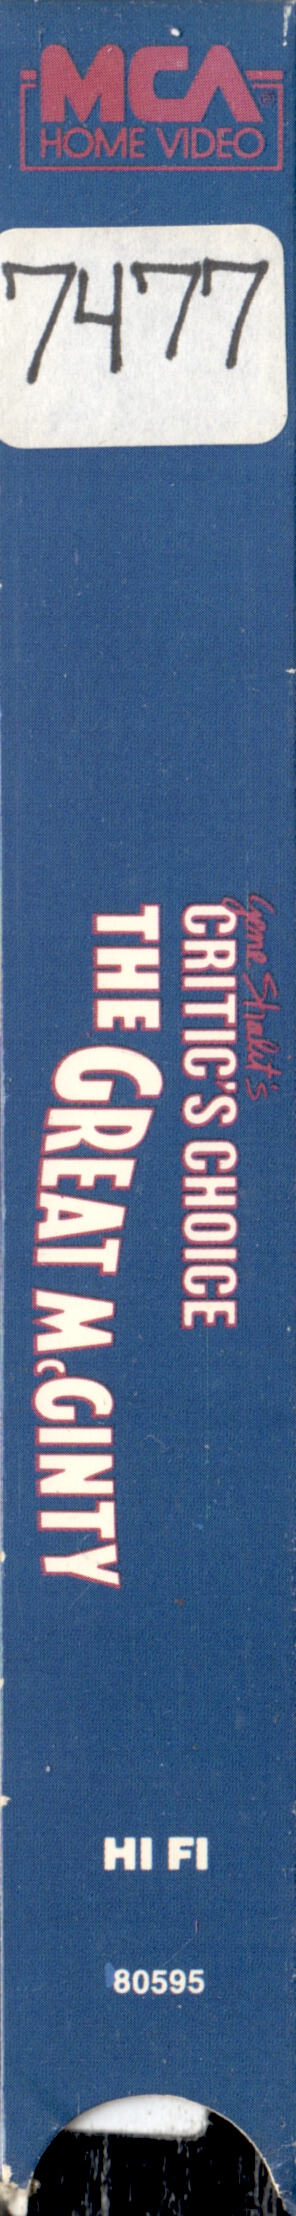 MCA
HOME VIDEO
7477
Gene Shalit's
CRITIC'S CHOICE
THE GREAT McGINTY
HI FI
80595